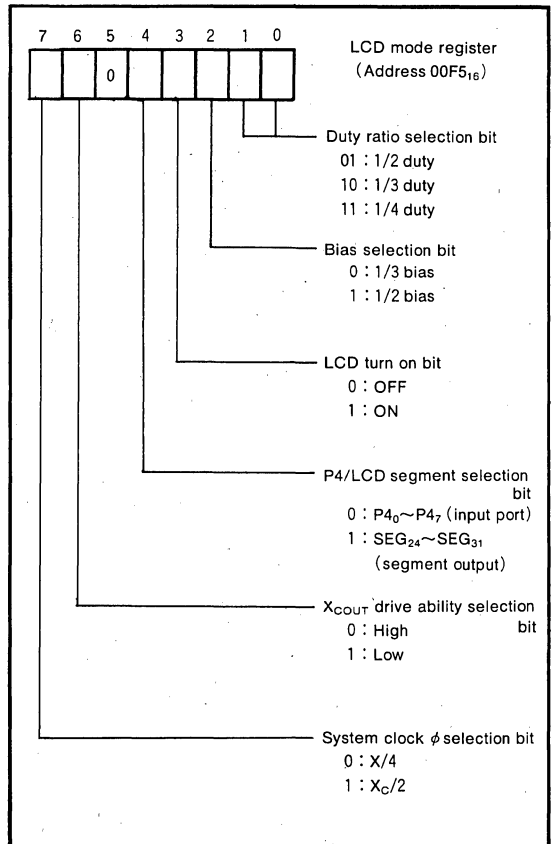 7 6 5 4 3 2 1 0
LCD mode register
(Address 00F5₁₆)
0
Duty ratio selection bit
01 : 1/2 duty
10 : 1/3 duty
11 : 1/4 duty
Bias selection bit
0 : 1/3 bias
1 : 1/2 bias
LCD turn on bit
0 : OFF
1 : ON
P4/LCD segment selection
bit
0 : P4₀~P4₇ (input port)
1 : SEG₂₄~SEG₃₁
(segment output)
X_COUT drive ability selection
bit
0 : High
1 : Low
System clock ϕ selection bit
0 : X/4
1 : X_C/2